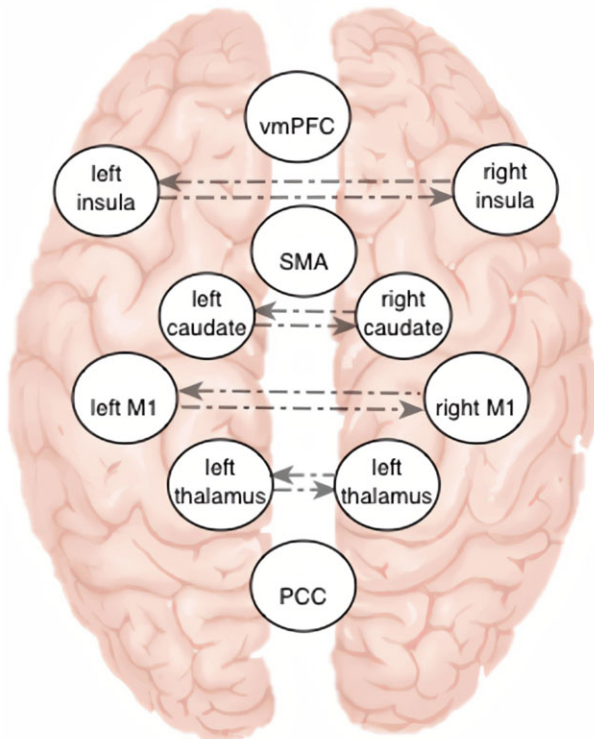 vmPFC
left
insula
right
insula
SMA
left
caudate
right
caudate
left M1
right M1
left
thalamus
left
thalamus
PCC